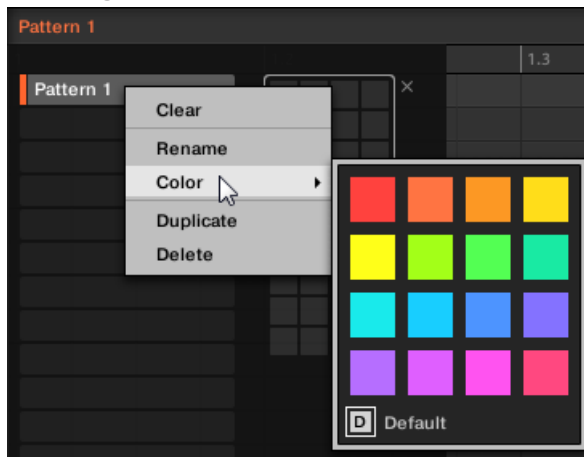 Pattern 1
1.3
Pattern 1
×
Clear
Rename
Color
Duplicate
Delete
D Default